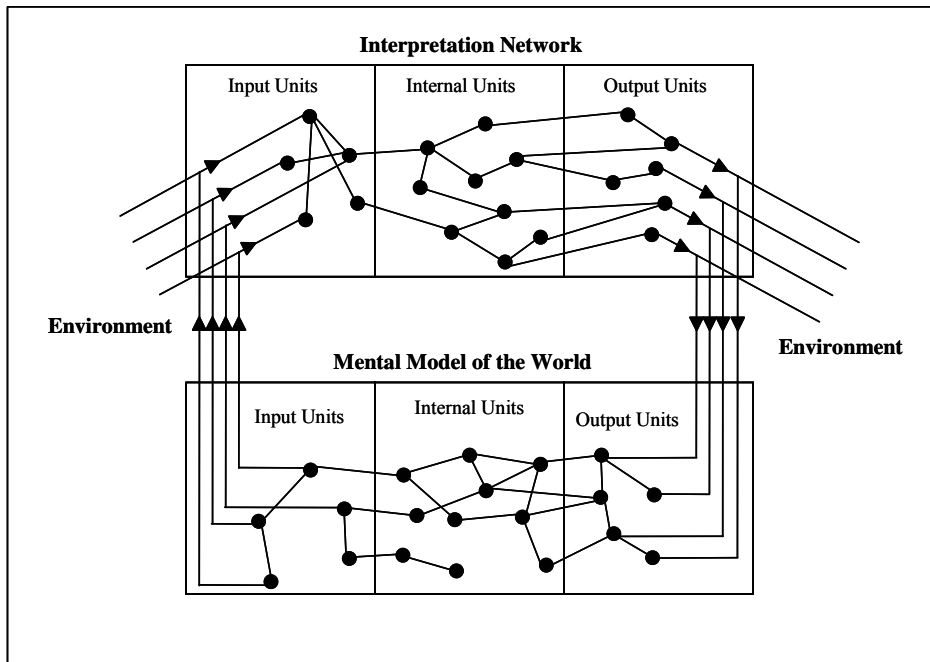 Interpretation Network
Input Units
Internal Units
Output Units
Environment
Environment
Mental Model of the World
Input Units
Internal Units
Output Units